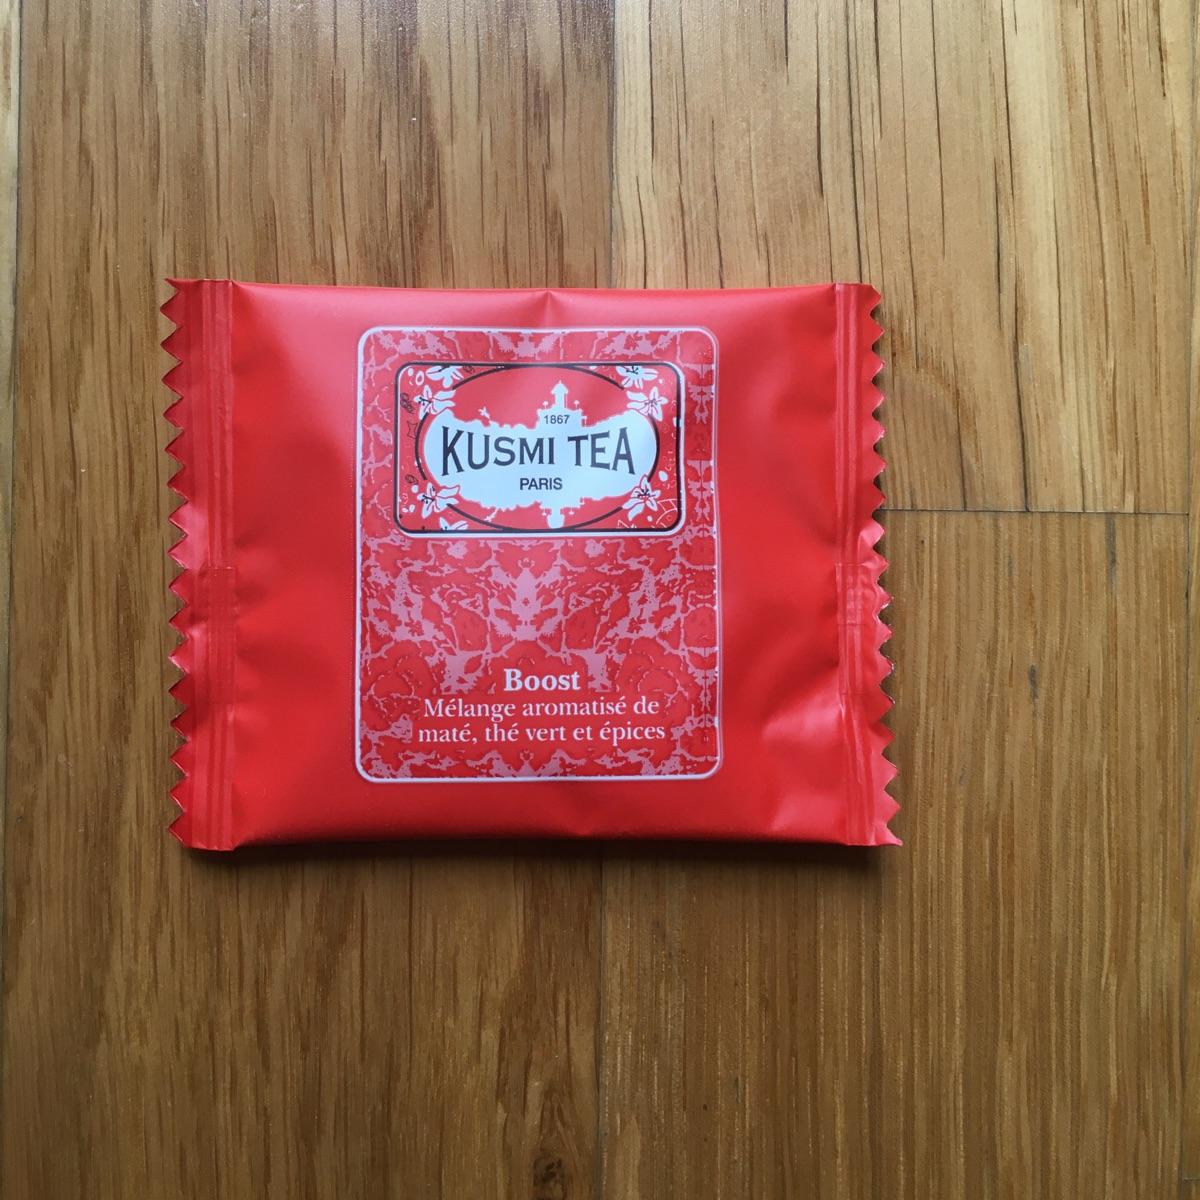 1867
KUSMI TEA
PARIS
Boost
Mélange aromatisé de
maté, thé vert et épices